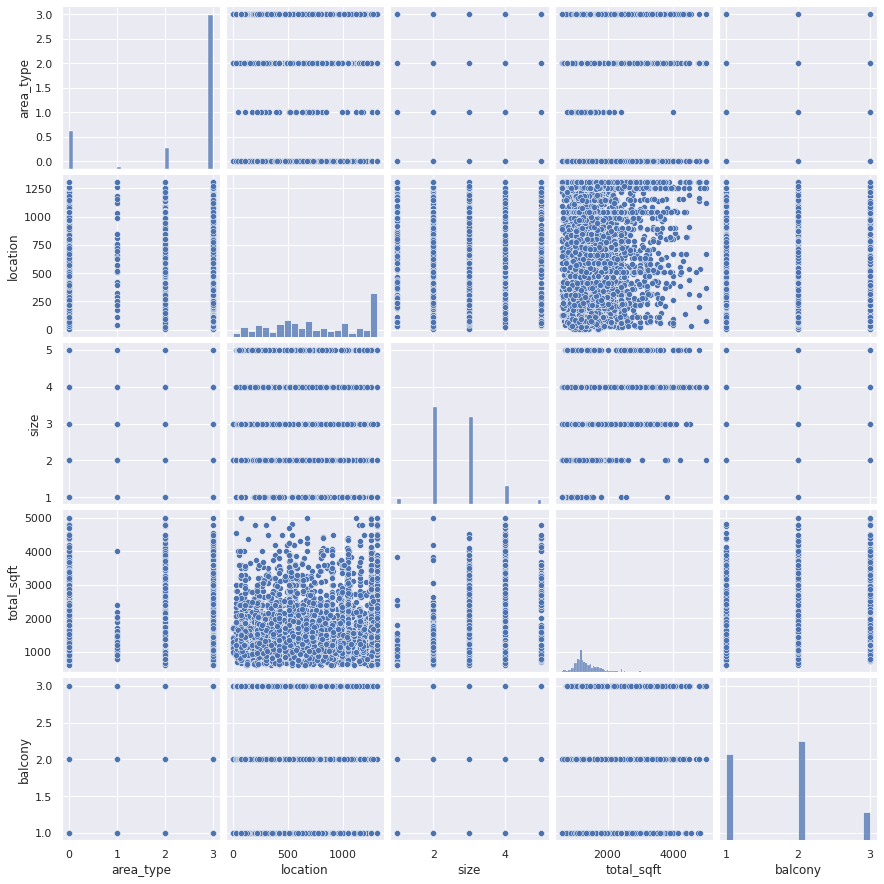 3.0
2.5
2.0
1.5
1.0
0.5
0.0
area_type
1250
1000
750
500
250
0
location
5
4
3
2
1
size
5000
4000
3000
2000
1000
total_sqft
3.0
2.5
2.0
1.5
1.0
balcony
0 1 2 3
area_type
0 500 1000
location
2 4
size
2000 4000
total_sqft
1 2 3
balcony